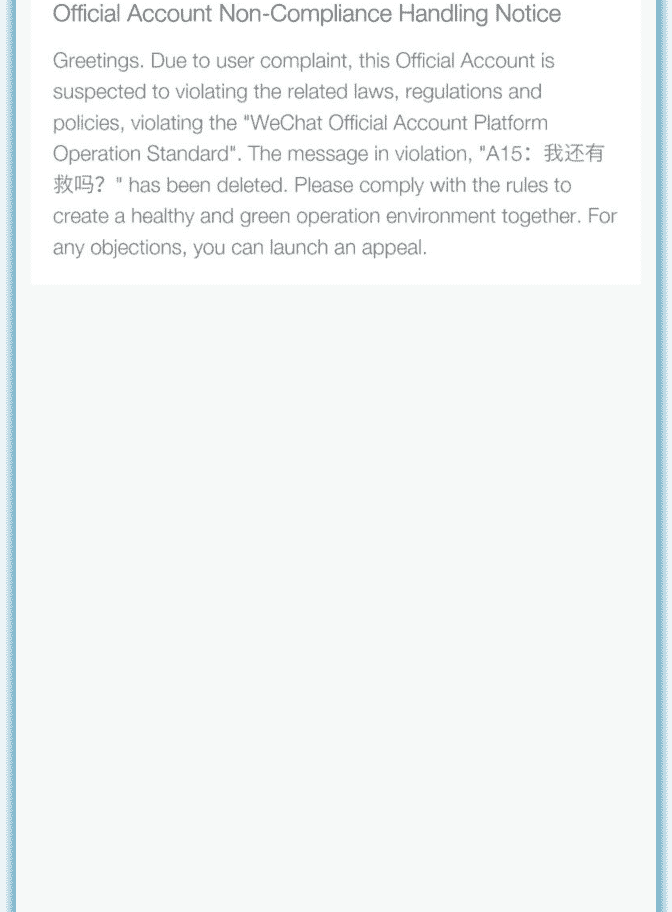 Official Account Non-Compliance Handling Notice
Greetings. Due to user complaint, this Official Account is
suspected to violating the related laws, regulations and
policies, violating the "WeChat Official Account Platform
Operation Standard". The message in violation, "A15：我还有
救吗？" has been deleted. Please comply with the rules to
create a healthy and green operation environment together. For
any objections, you can launch an appeal.